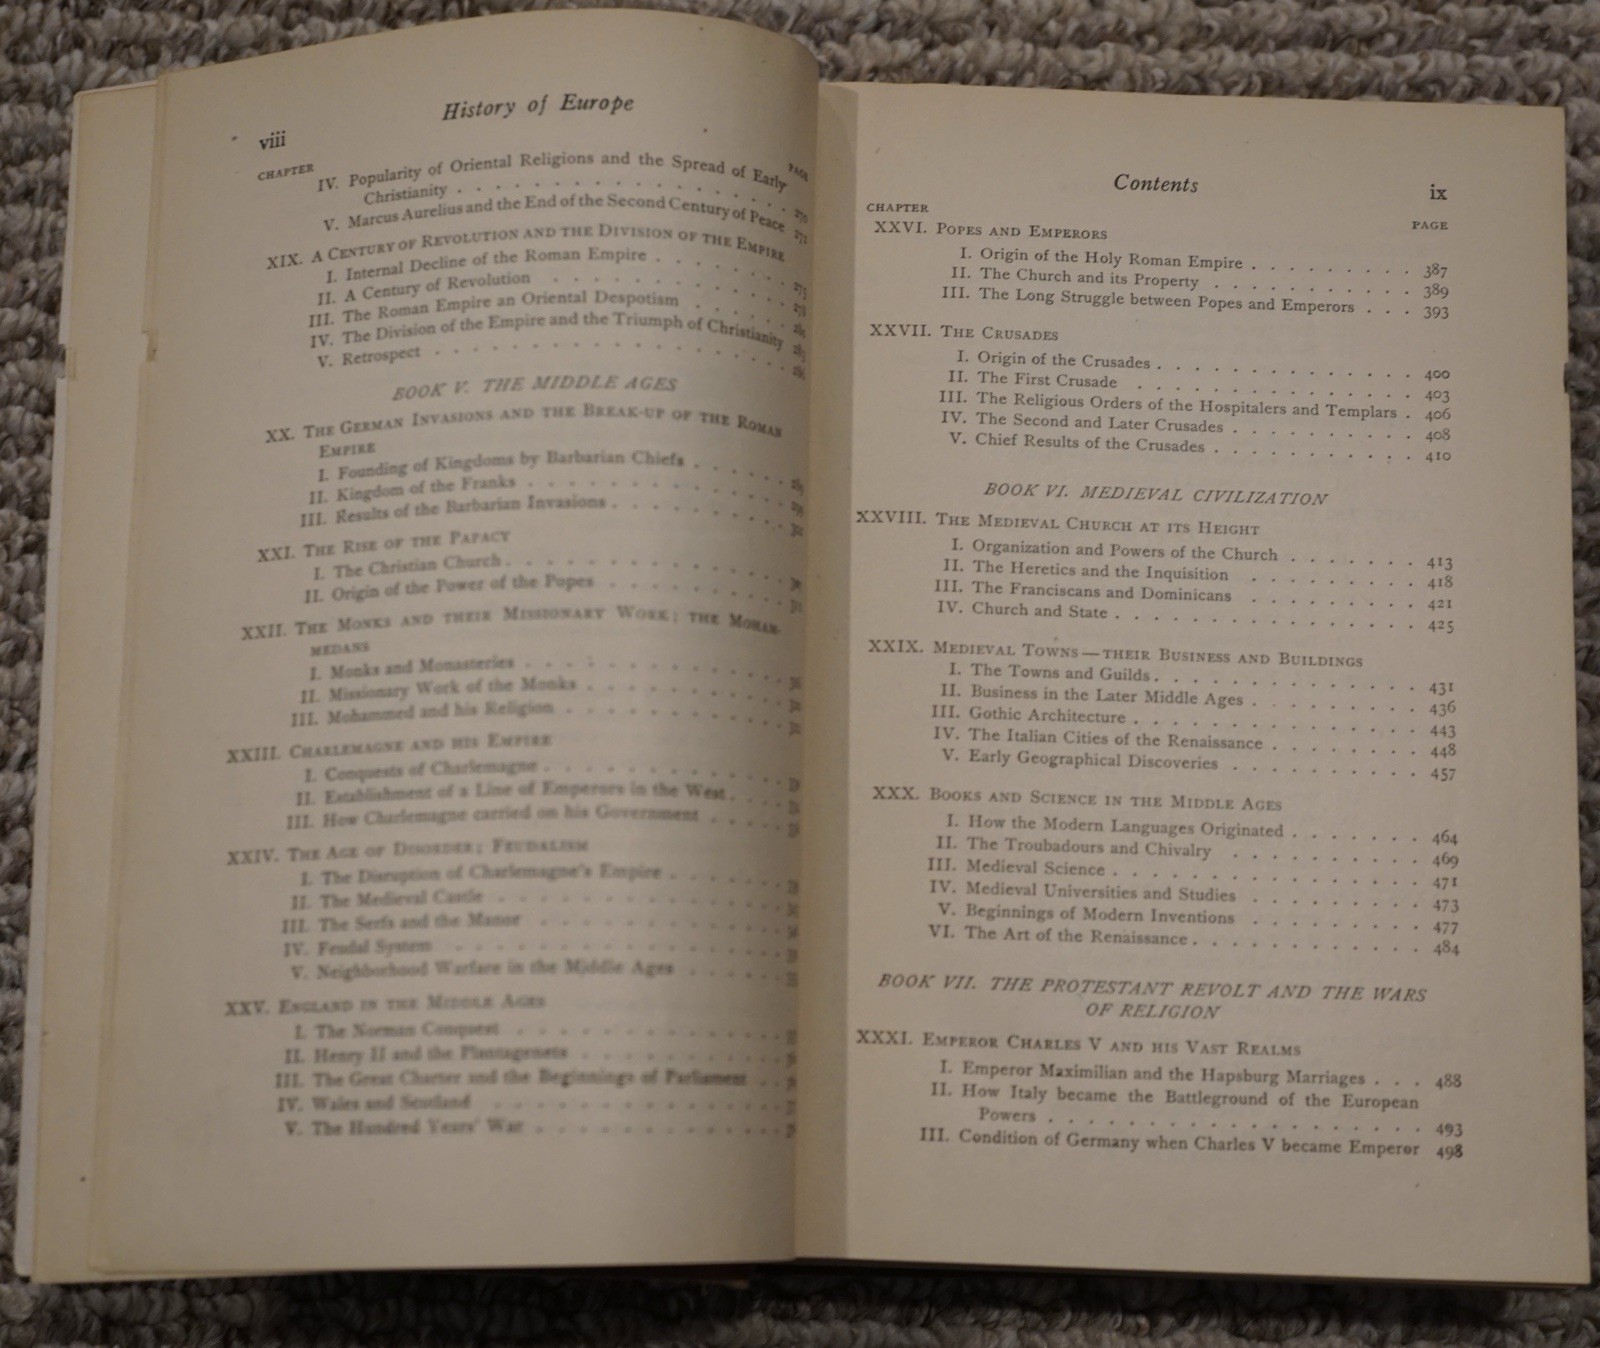 History of Europe
viii
CHAPTER PAGE
IV. Popularity of Oriental Religions and the Spread of Early
Christianity . . . . . . . . . . . . . . . . 270
V. Marcus Aurelius and the End of the Second Century of Peace 271
XIX. A CENTURY OF REVOLUTION AND THE DIVISION OF THE EMPIRE
I. Internal Decline of the Roman Empire . . . . . . . . 275
II. A Century of Revolution . . . . . . . . . . 278
III. The Roman Empire an Oriental Despotism . . . . . .
IV. The Division of the Empire and the Triumph of Christianity
V. Retrospect . . . . . . . . . . . . . . . . .
BOOK V. THE MIDDLE AGES
XX. THE GERMAN INVASIONS AND THE BREAK-UP OF THE ROMAN
EMPIRE
I. Founding of Kingdoms by Barbarian Chiefs . . . . .
II. Kingdom of the Franks . . . . . . . . . . . .
III. Results of the Barbarian Invasions . . . . . . . . .
XXI. THE RISE OF THE PAPACY
I. The Christian Church . . . . . . . . . . . . .
II. Origin of the Power of the Popes . . . . . . . . .
XXII. THE MONKS AND THEIR MISSIONARY WORK; THE MOHAM-
MEDANS
I. Monks and Monasteries . . . . . . . . . . . .
II. Missionary Work of the Monks . . . . . . . . . .
III. Mohammed and his Religion . . . . . . . . . . .
XXIII. CHARLEMAGNE AND HIS EMPIRE
I. Conquests of Charlemagne . . . . . . . . . . . .
II. Establishment of a Line of Emperors in the West . . . .
III. How Charlemagne carried on his Government . . . . .
XXIV. THE AGE OF DISORDER; FEUDALISM
I. The Disruption of Charlemagne's Empire . . . . . .
II. The Medieval Castle . . . . . . . . . . . . .
III. The Serfs and the Manor . . . . . . . . . . .
IV. Feudal System . . . . . . . . . . . . . .
V. Neighborhood Warfare in the Middle Ages . . . . . .
XXV. ENGLAND IN THE MIDDLE AGES
I. The Norman Conquest . . . . . . . . . . . .
II. Henry II and the Plantagenets . . . . . . . . . .
III. The Great Charter and the Beginnings of Parliament . .
IV. Wales and Scotland . . . . . . . . . . . . .
V. The Hundred Years' War . . . . . . . . . . . .
Contents ix
CHAPTER PAGE
XXVI. POPES AND EMPERORS
I. Origin of the Holy Roman Empire . . . . . . . . . 387
II. The Church and its Property . . . . . . . . . . . 389
III. The Long Struggle between Popes and Emperors . . . 393
XXVII. THE CRUSADES
I. Origin of the Crusades . . . . . . . . . . . . . . 400
II. The First Crusade . . . . . . . . . . . . . . 403
III. The Religious Orders of the Hospitalers and Templars . 406
IV. The Second and Later Crusades . . . . . . . . . . 408
V. Chief Results of the Crusades . . . . . . . . . . . 410
BOOK VI. MEDIEVAL CIVILIZATION
XXVIII. THE MEDIEVAL CHURCH AT ITS HEIGHT
I. Organization and Powers of the Church . . . . . . . 413
II. The Heretics and the Inquisition . . . . . . . . . 418
III. The Franciscans and Dominicans . . . . . . . . . 421
IV. Church and State . . . . . . . . . . . . . . . . 425
XXIX. MEDIEVAL TOWNS—THEIR BUSINESS AND BUILDINGS
I. The Towns and Guilds . . . . . . . . . . . . . . 431
II. Business in the Later Middle Ages . . . . . . . . . 436
III. Gothic Architecture . . . . . . . . . . . . . . . 443
IV. The Italian Cities of the Renaissance . . . . . . . . 448
V. Early Geographical Discoveries . . . . . . . . . . 457
XXX. BOOKS AND SCIENCE IN THE MIDDLE AGES
I. How the Modern Languages Originated . . . . . . . 464
II. The Troubadours and Chivalry . . . . . . . . . . 469
III. Medieval Science . . . . . . . . . . . . . . . . 471
IV. Medieval Universities and Studies . . . . . . . . . 473
V. Beginnings of Modern Inventions . . . . . . . . . 477
VI. The Art of the Renaissance . . . . . . . . . . . . 484
BOOK VII. THE PROTESTANT REVOLT AND THE WARS
OF RELIGION
XXXI. EMPEROR CHARLES V AND HIS VAST REALMS
I. Emperor Maximilian and the Hapsburg Marriages . . . 488
II. How Italy became the Battleground of the European
Powers . . . . . . . . . . . . . . . . . . . 493
III. Condition of Germany when Charles V became Emperor 498